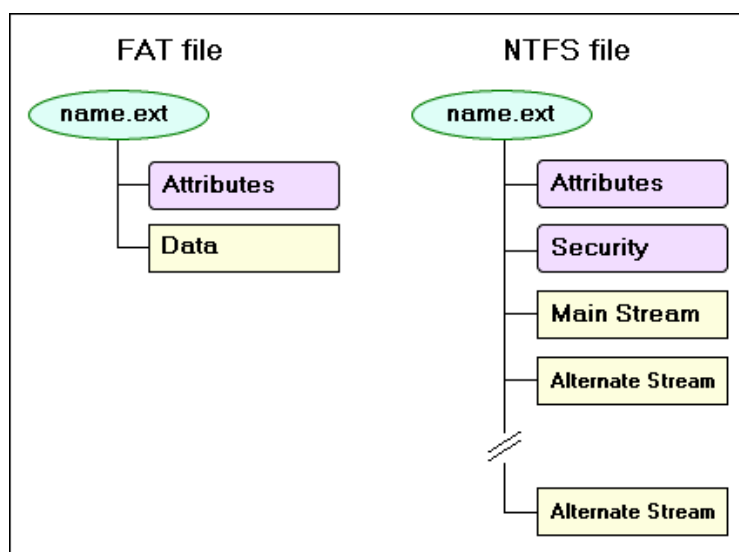 FAT file
name.ext
Attributes
Data
NTFS file
name.ext
Attributes
Security
Main Stream
Alternate Stream
Alternate Stream